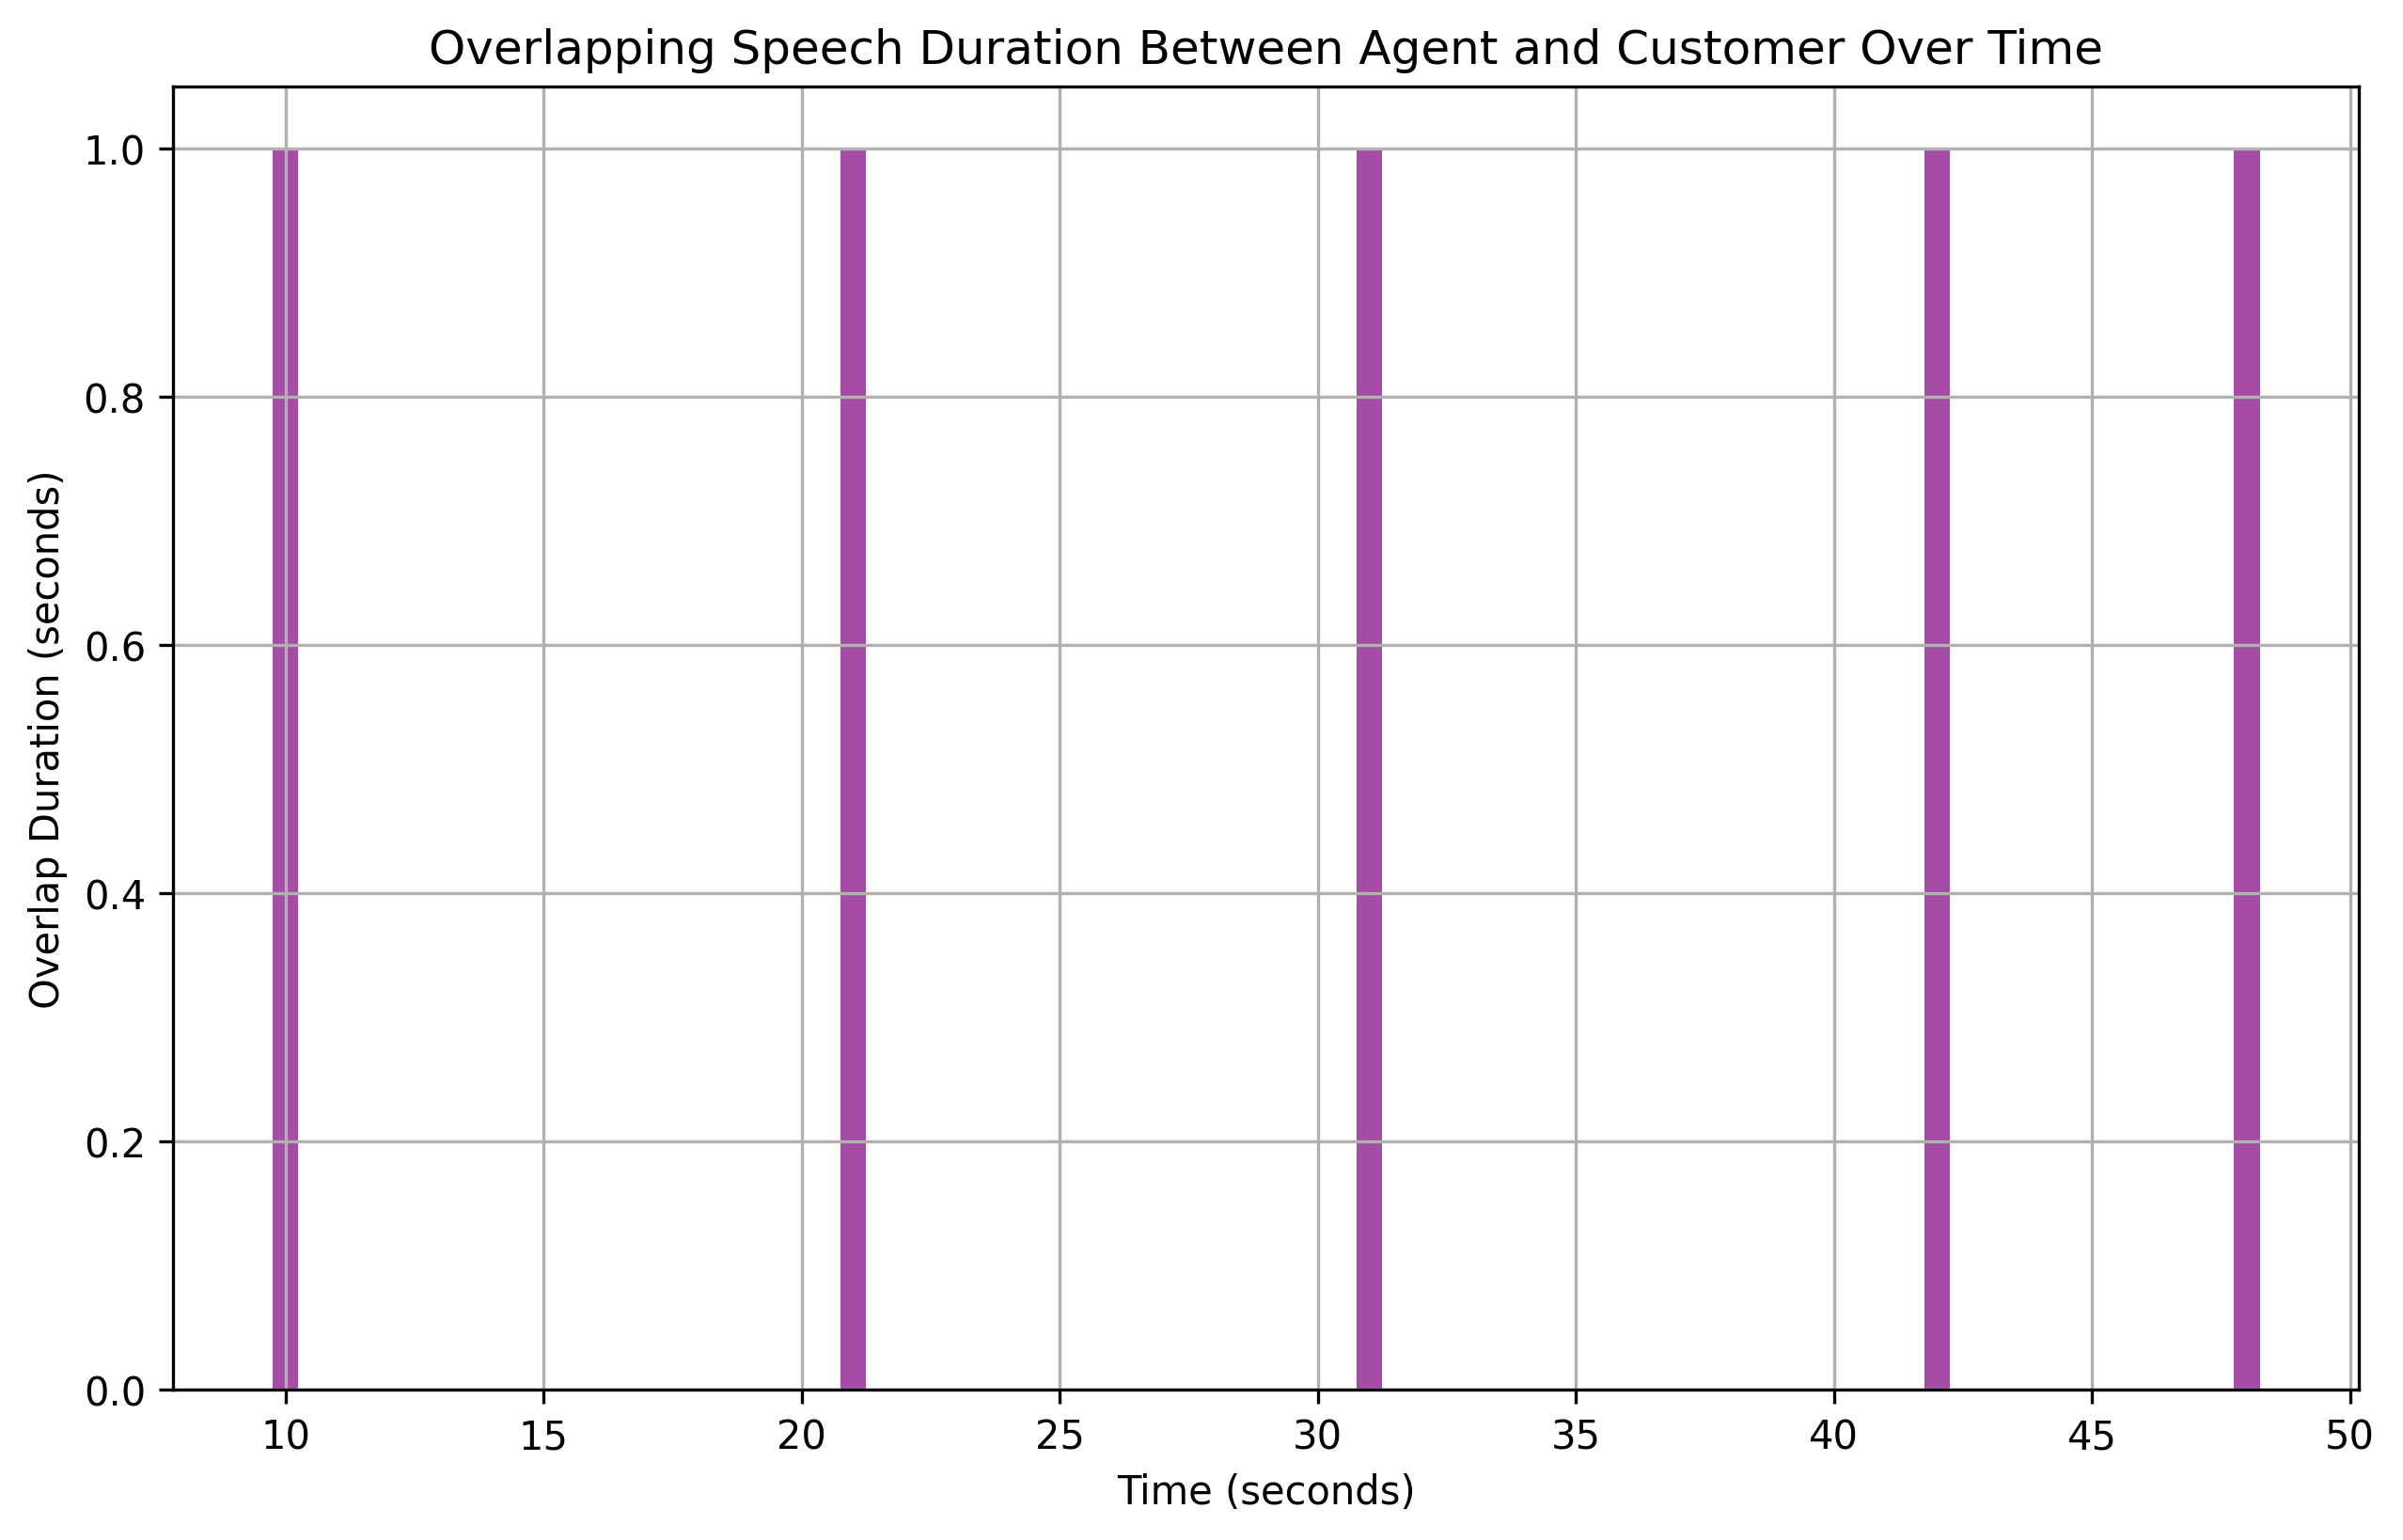 Overlapping Speech Duration Between Agent and Customer Over Time
Overlap Duration (seconds)
1.0
0.8
0.6
0.4
0.2
0.0
10 15 20 25 30 35 40 45 50
Time (seconds)